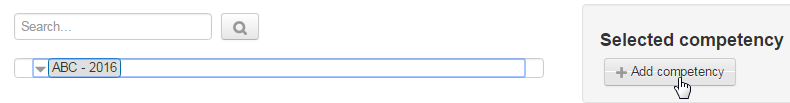 Search...
ABC - 2016
Selected competency
Add competency